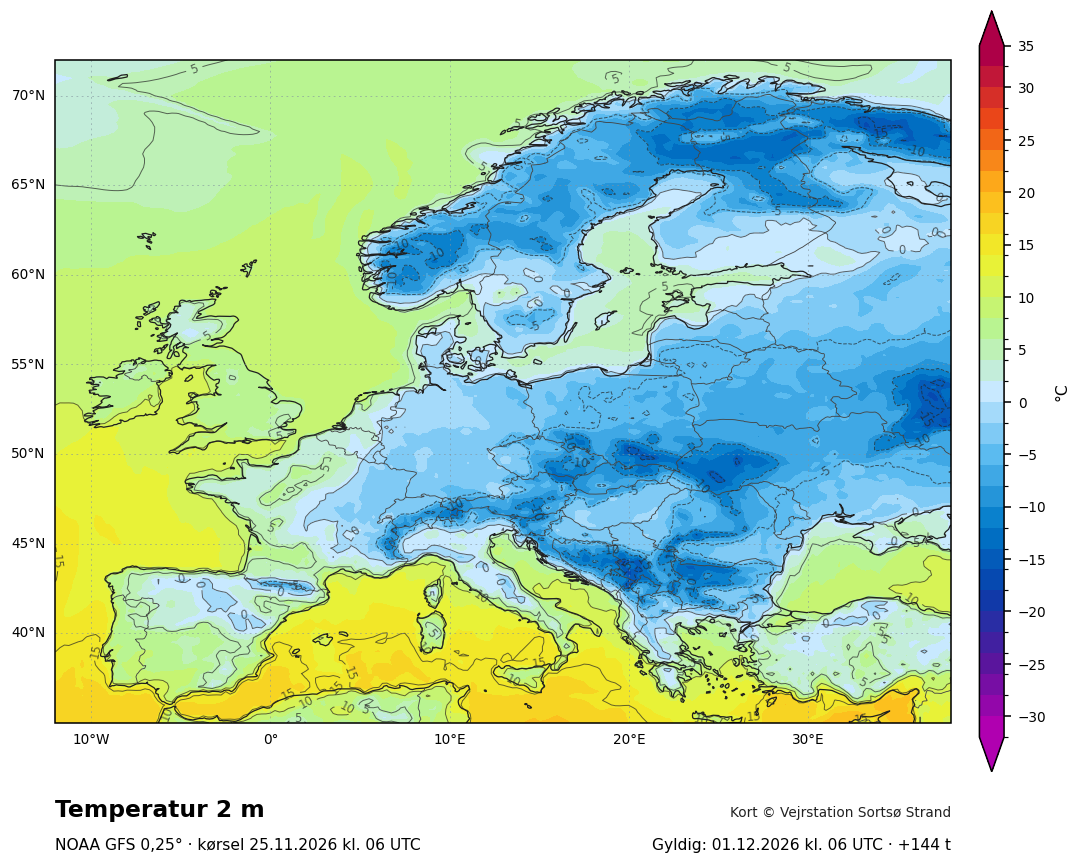 35
30
25
20
15
10
5
0
−5
−10
−15
−20
−25
−30
°C
70°N
65°N
60°N
55°N
50°N
45°N
40°N
10°W
0°
10°E
20°E
30°E
Temperatur 2 m
Kort © Vejrstation Sortsø Strand
NOAA GFS 0,25° · kørsel 25.11.2026 kl. 06 UTC
Gyldig: 01.12.2026 kl. 06 UTC · +144 t